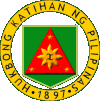 HUKBONG KATIHAN NG PILIPINAS
1897